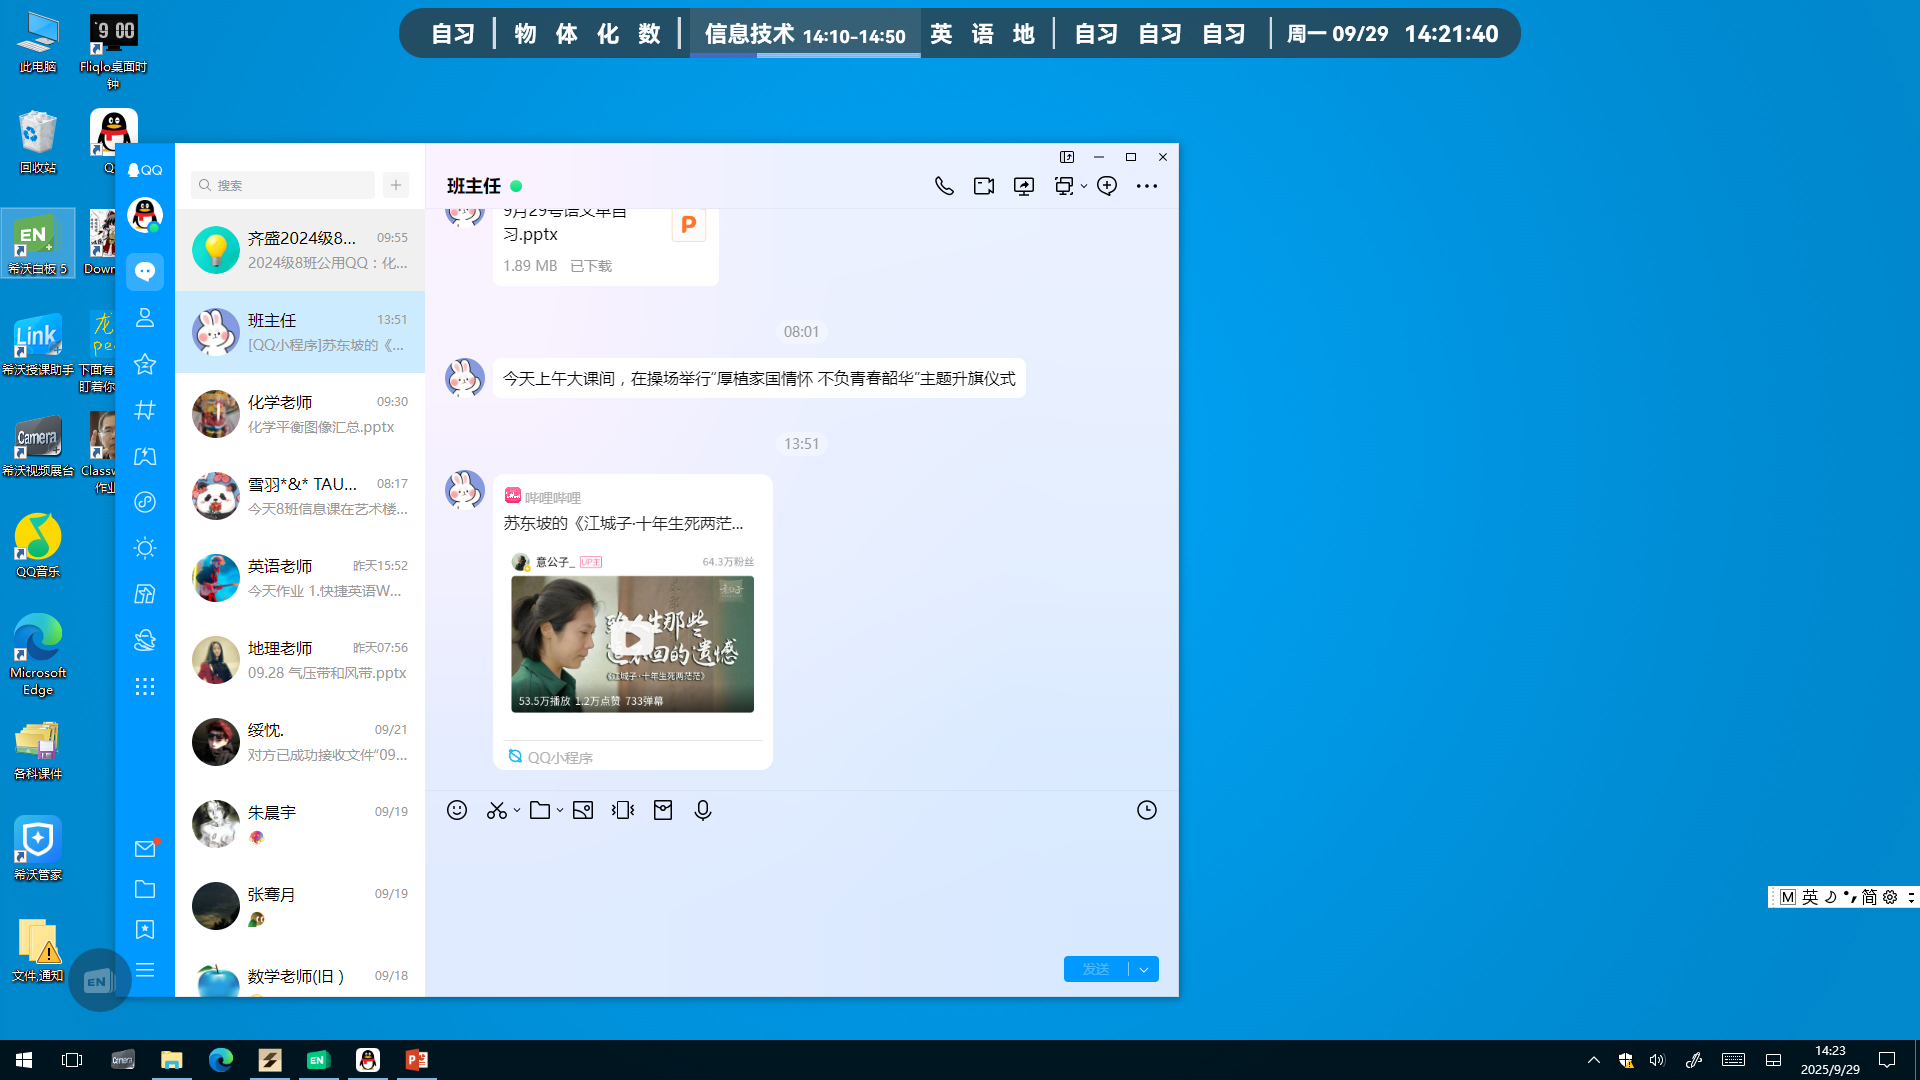 自习 物 体 化 数 信息技术 14:10-14:50 英 语 地 自习 自习 自习 周一 09/29 14:21:40
此电脑
9 00
Fliqlo桌面时
钟
回收站
Q
EN
希沃白板 5
Down
Link
希沃授课助手
龙
pe
下面有
盯着你
Camera
希沃视频展台
Classw
作业
QQ音乐
Microsoft
Edge
各科课件
希沃管家
文件,通知
EN
QQ
搜索
齐盛2024级8... 09:55
2024级8班公用QQ：化...
班主任 13:51
[QQ小程序]苏东坡的《...
化学老师 09:30
化学平衡图像汇总.pptx
雪羽*&* TAU... 08:17
今天8班信息课在艺术楼...
英语老师 昨天15:52
今天作业 1.快捷英语W...
地理老师 昨天07:56
09.28 气压带和风带.pptx
绥忱. 09/21
对方已成功接收文件“09...
朱晨宇 09/19
张骞月 09/19
数学老师(旧 ) 09/18
班主任
9月29号语文早自
习.pptx
P
1.89 MB 已下载
08:01
今天上午大课间，在操场举行“厚植家国情怀 不负青春韶华”主题升旗仪式
13:51
哔哩哔哩
苏东坡的《江城子·十年生死两茫...
意公子_ UP主 64.3万粉丝
致人生那些
追不回的遗憾
《江城子·十年生死两茫茫》
53.5万播放 1.2万点赞 733弹幕
QQ小程序
发送
M 英 简
Camera
EN
P
14:23
2025/9/29